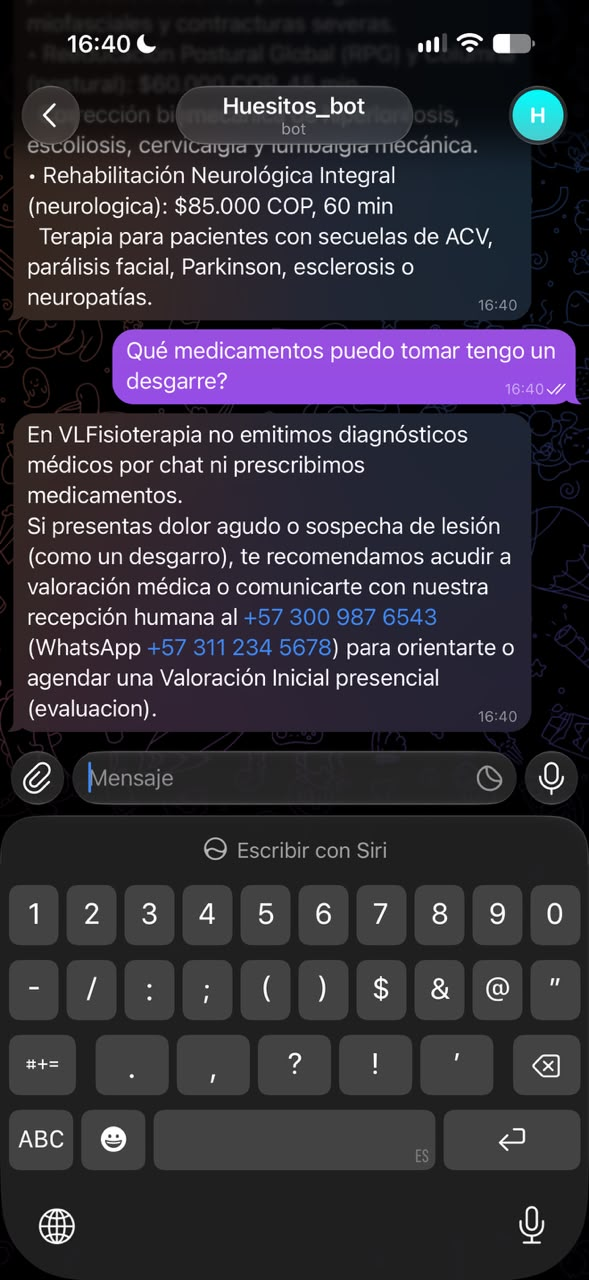 16:40
miofasciales y contracturas severas.
Huesitos_bot
bot
H
escoliosis, cervicalgia y lumbalgia mecánica.
• Rehabilitación Neurológica Integral
(neurologica): $85.000 COP, 60 min
Terapia para pacientes con secuelas de ACV,
parálisis facial, Parkinson, esclerosis o
neuropatías.
16:40
Qué medicamentos puedo tomar tengo un
desgarre?
16:40
En VLFisioterapia no emitimos diagnósticos
médicos por chat ni prescribimos
medicamentos.
Si presentas dolor agudo o sospecha de lesión
(como un desgarro), te recomendamos acudir a
valoración médica o comunicarte con nuestra
recepción humana al +57 300 987 6543
(WhatsApp +57 311 234 5678) para orientarte o
agendar una Valoración Inicial presencial
(evaluacion).
16:40
Mensaje
Escribir con Siri
1 2 3 4 5 6 7 8 9 0
- / : ; ( ) $ & @ "
#+= . , ? ! '
ABC ES